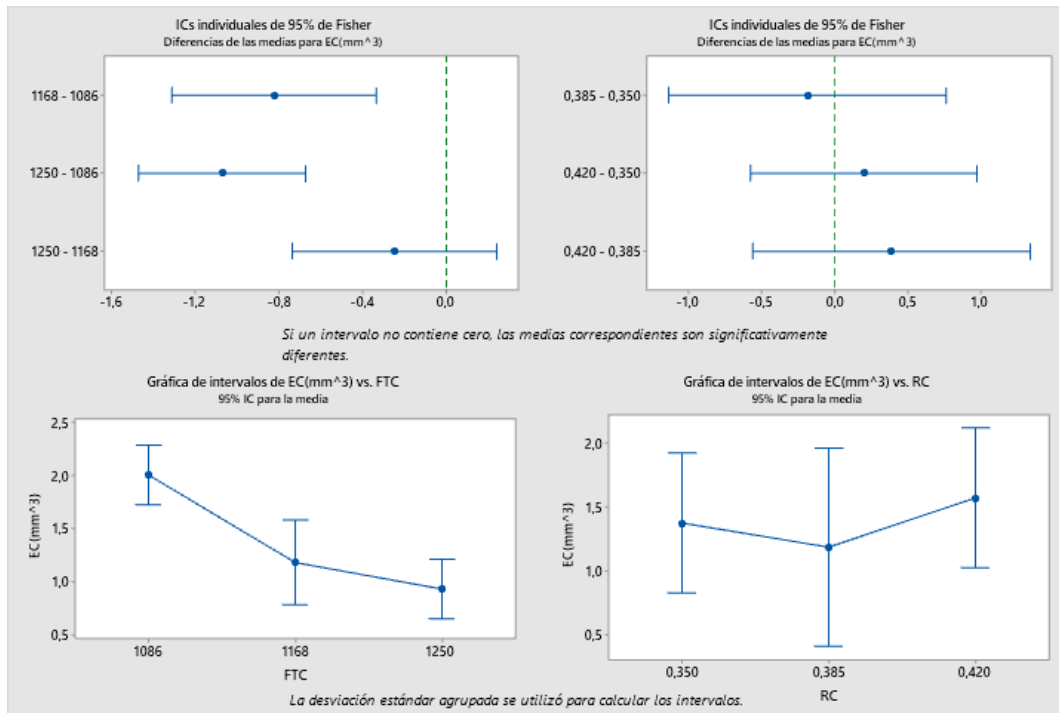 ICs individuales de 95% de Fisher
Diferencias de las medias para EC(mm^3)
1168 - 1086
1250 - 1086
1250 - 1168
-1,6
-1,2
-0,8
-0,4
0,0
ICs individuales de 95% de Fisher
Diferencias de las medias para EC(mm^3)
0,385 - 0,350
0,420 - 0,350
0,420 - 0,385
-1,0
-0,5
0,0
0,5
1,0
Si un intervalo no contiene cero, las medias correspondientes son significativamente
diferentes.
Gráfica de intervalos de EC(mm^3) vs. FTC
95% IC para la media
2,5
2,0
1,5
1,0
0,5
EC(mm^3)
1086
1168
1250
FTC
Gráfica de intervalos de EC(mm^3) vs. RC
95% IC para la media
2,0
1,5
1,0
0,5
EC(mm^3)
0,350
0,385
0,420
RC
La desviación estándar agrupada se utilizó para calcular los intervalos.